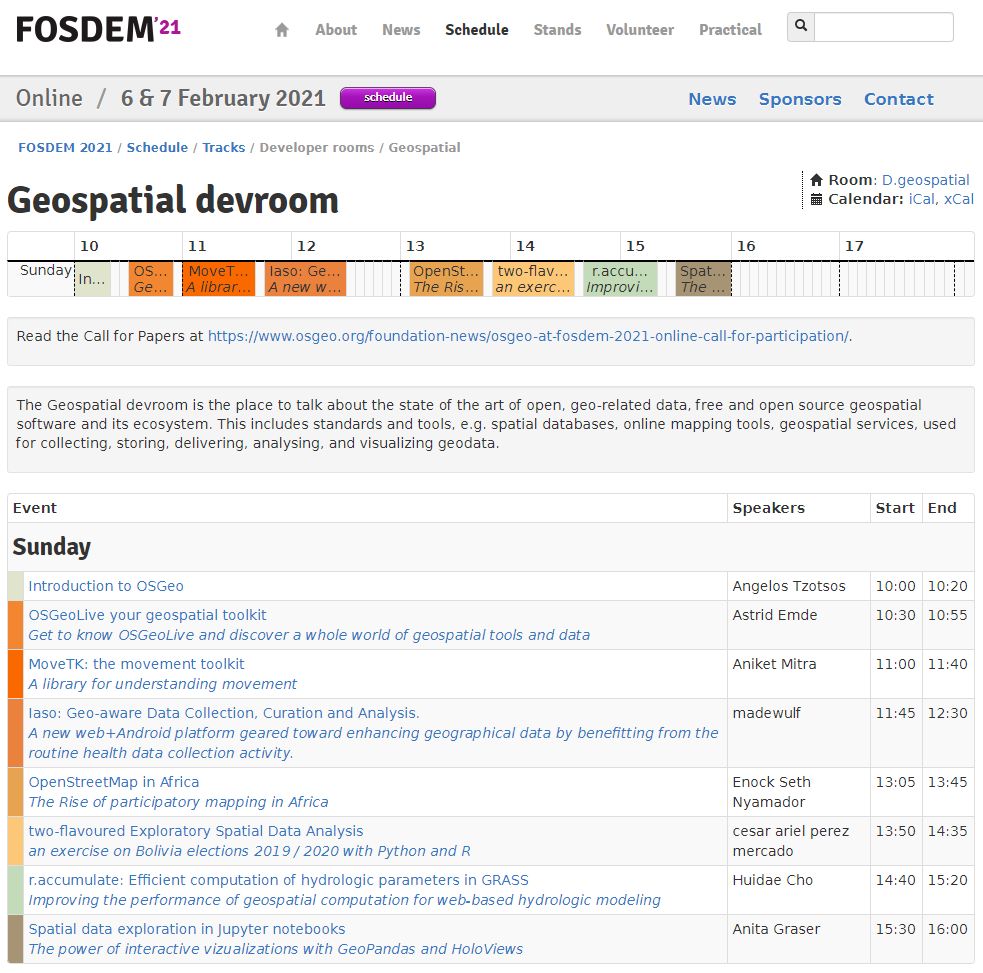 FOSDEM'21
About News Schedule Stands Volunteer Practical
Online / 6 & 7 February 2021 schedule
News Sponsors Contact
FOSDEM 2021 / Schedule / Tracks / Developer rooms / Geospatial
Geospatial devroom
Room: D.geospatial
Calendar: iCal, xCal
10 11 12 13 14 15 16 17
Sunday
In...
OS...
Ge...
MoveT...
A librar...
Iaso: Ge...
A new w...
OpenSt...
The Ris...
two-flav...
an exerc...
r.accu...
Improvi...
Spat...
The ...
Read the Call for Papers at https://www.osgeo.org/foundation-news/osgeo-at-fosdem-2021-online-call-for-participation/.
The Geospatial devroom is the place to talk about the state of the art of open, geo-related data, free and open source geospatial
software and its ecosystem. This includes standards and tools, e.g. spatial databases, online mapping tools, geospatial services, used
for collecting, storing, delivering, analysing, and visualizing geodata.
Event Speakers Start End
Sunday
Introduction to OSGeo Angelos Tzotsos 10:00 10:20
OSGeoLive your geospatial toolkit Astrid Emde 10:30 10:55
Get to know OSGeoLive and discover a whole world of geospatial tools and data
MoveTK: the movement toolkit Aniket Mitra 11:00 11:40
A library for understanding movement
Iaso: Geo-aware Data Collection, Curation and Analysis. madewulf 11:45 12:30
A new web+Android platform geared toward enhancing geographical data by benefitting from the
routine health data collection activity.
OpenStreetMap in Africa Enock Seth 13:05 13:45
The Rise of participatory mapping in Africa Nyamador
two-flavoured Exploratory Spatial Data Analysis cesar ariel perez 13:50 14:35
an exercise on Bolivia elections 2019 / 2020 with Python and R mercado
r.accumulate: Efficient computation of hydrologic parameters in GRASS Huidae Cho 14:40 15:20
Improving the performance of geospatial computation for web-based hydrologic modeling
Spatial data exploration in Jupyter notebooks Anita Graser 15:30 16:00
The power of interactive vizualizations with GeoPandas and HoloViews